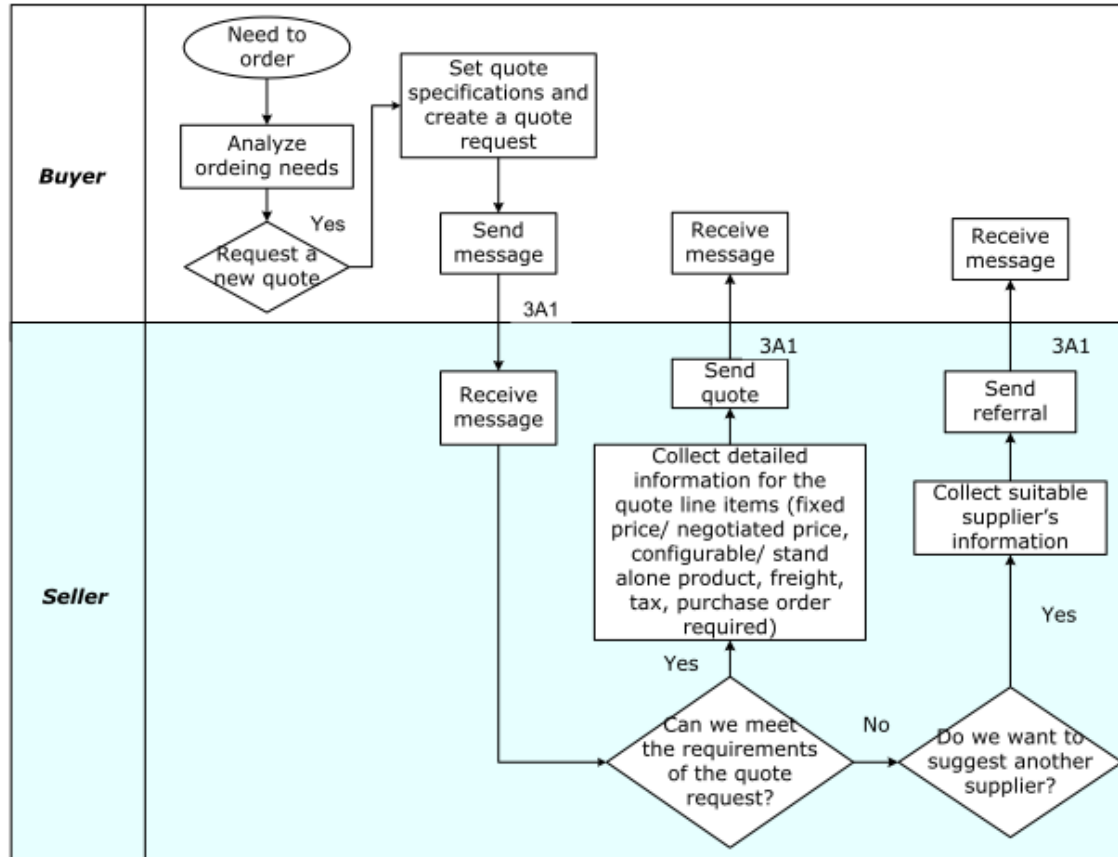 Buyer
Need to
order
Analyze
ordeing needs
Request a
new quote
Yes
Set quote
specifications and
create a quote
request
Send
message
3A1
Receive
message
Receive
message
Seller
Receive
message
3A1
Send
quote
Collect detailed
information for the
quote line items (fixed
price/ negotiated price,
configurable/ stand
alone product, freight,
tax, purchase order
required)
Yes
Can we meet
the requirements
of the quote
request?
No
3A1
Send
referral
Collect suitable
supplier’s
information
Yes
Do we want to
suggest another
supplier?